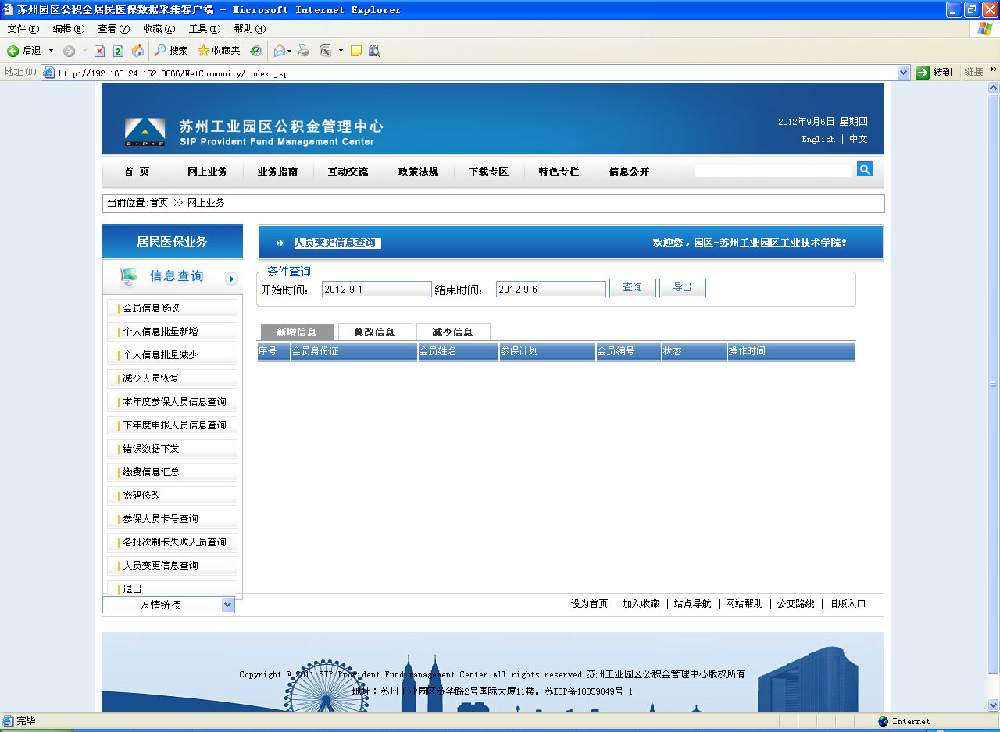 苏州园区公积金居民医保数据采集客户端 - Microsoft Internet Explorer
文件(F) 编辑(E) 查看(V) 收藏(A) 工具(T) 帮助(H)
后退 搜索 收藏夹
地址(D) http://192.168.24.152:8866/NetCommunity/index.jsp 转到 链接 »
苏州工业园区公积金管理中心
SIP Provident Fund Management Center
S I P F
2012年9月6日 星期四
English | 中文
首 页 网上业务 业务指南 互动交流 政策法规 下载专区 特色专栏 信息公开
当前位置:首页 >> 网上业务
居民医保业务
人员变更信息查询 欢迎您，园区-苏州工业园区工业技术学院!
信息查询
条件查询
开始时间: 2012-9-1 结束时间: 2012-9-6 查询 导出
会员信息修改
个人信息批量新增
个人信息批量减少
减少人员恢复
本年度参保人员信息查询
下年度申报人员信息查询
错误数据下发
缴费信息汇总
密码修改
参保人员卡号查询
各批次制卡失败人员查询
人员变更信息查询
退出
新增信息 修改信息 减少信息
序号 会员身份证 会员姓名 参保计划 会员编号 状态 操作时间
-----------友情链接-----------
设为首页 | 加入收藏 | 站点导航 | 网站帮助 | 公交路线 | 旧版入口
Copyright @ 2011 SIP Provident Fund management Center.All rights reserved.苏州工业园区公积金管理中心版权所有
地址：苏州工业园区苏华路2号国际大厦11楼。苏ICP备10059849号-1
完毕 Internet